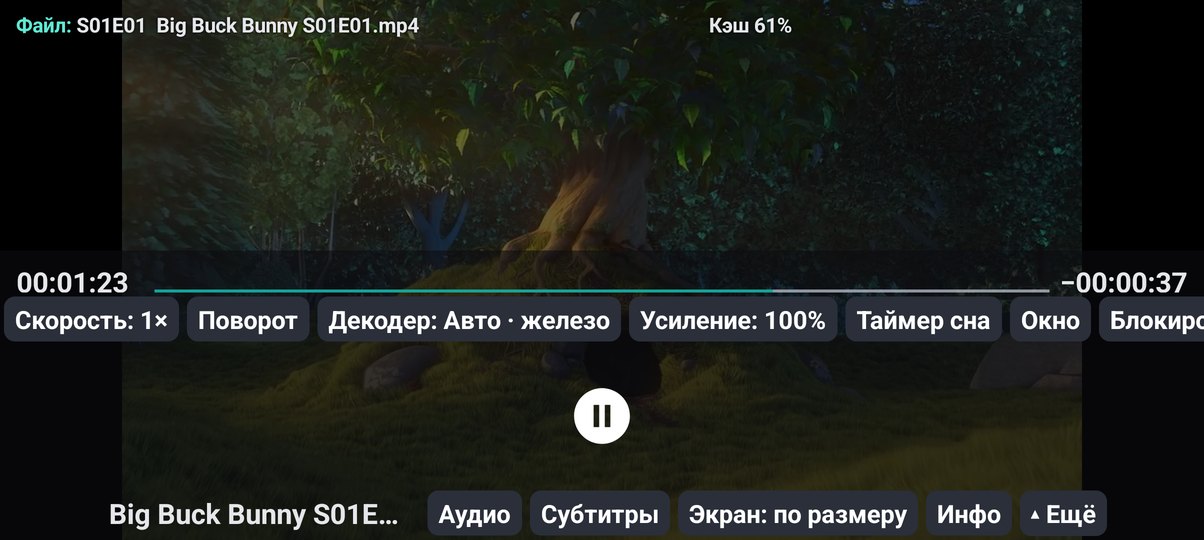 Файл: S01E01 Big Buck Bunny S01E01.mp4
Кэш 61%
00:01:23
−00:00:37
Скорость: 1×
Поворот
Декодер: Авто · железо
Усиление: 100%
Таймер сна
Окно
Блокиро
Big Buck Bunny S01E...
Аудио
Субтитры
Экран: по размеру
Инфо
▲ Ещё